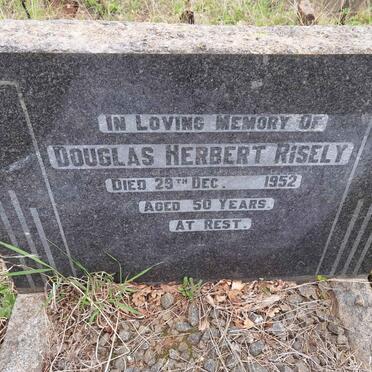 IN LOVING MEMORY OF
DOUGLAS HERBERT RISELY
DIED 29TH DEC. 1952
AGED 50 YEARS.
AT REST.